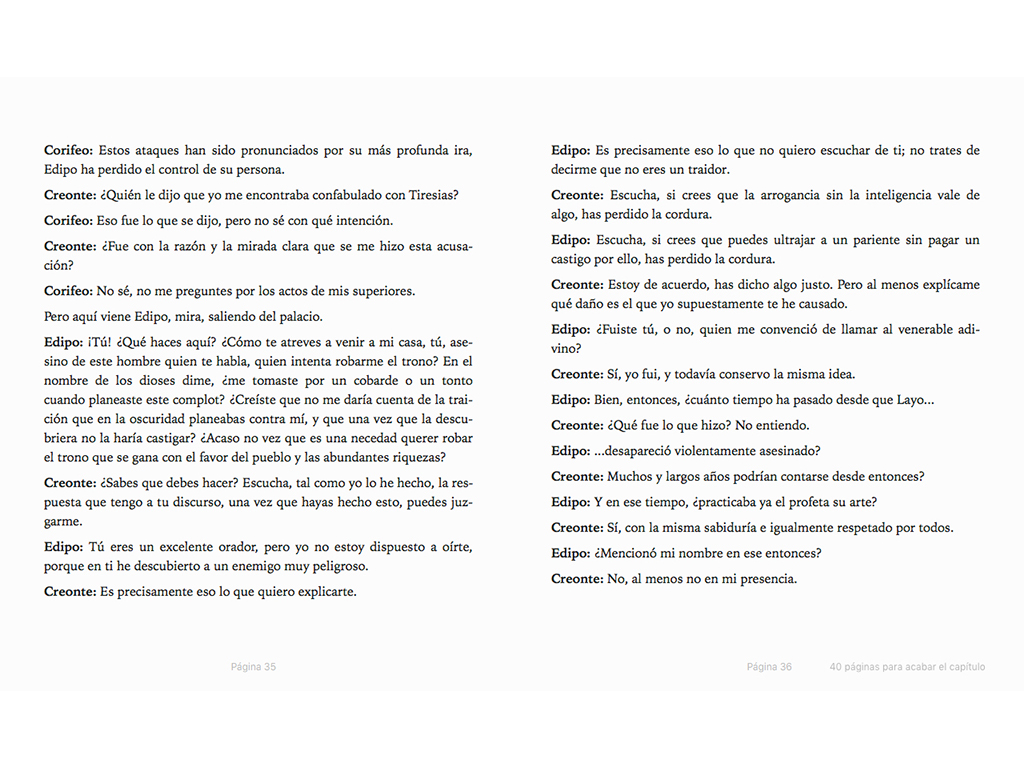 Corifeo: Estos ataques han sido pronunciados por su más profunda ira,
Edipo ha perdido el control de su persona.
Creonte: ¿Quién le dijo que yo me encontraba confabulado con Tiresias?
Corifeo: Eso fue lo que se dijo, pero no sé con qué intención.
Creonte: ¿Fue con la razón y la mirada clara que se me hizo esta acusa-
ción?
Corifeo: No sé, no me preguntes por los actos de mis superiores.
Pero aquí viene Edipo, mira, saliendo del palacio.
Edipo: ¡Tú! ¿Qué haces aquí? ¿Cómo te atreves a venir a mi casa, tú, ase-
sino de este hombre quien te habla, quien intenta robarme el trono? En el
nombre de los dioses dime, ¿me tomaste por un cobarde o un tonto
cuando planeaste este complot? ¿Creíste que no me daría cuenta de la trai-
ción que en la oscuridad planeabas contra mí, y que una vez que la descu-
briera no la haría castigar? ¿Acaso no vez que es una necedad querer robar
el trono que se gana con el favor del pueblo y las abundantes riquezas?
Creonte: ¿Sabes que debes hacer? Escucha, tal como yo lo he hecho, la res-
puesta que tengo a tu discurso, una vez que hayas hecho esto, puedes juz-
garme.
Edipo: Tú eres un excelente orador, pero yo no estoy dispuesto a oírte,
porque en ti he descubierto a un enemigo muy peligroso.
Creonte: Es precisamente eso lo que quiero explicarte.
Página 35
Edipo: Es precisamente eso lo que no quiero escuchar de ti; no trates de
decirme que no eres un traidor.
Creonte: Escucha, si crees que la arrogancia sin la inteligencia vale de
algo, has perdido la cordura.
Edipo: Escucha, si crees que puedes ultrajar a un pariente sin pagar un
castigo por ello, has perdido la cordura.
Creonte: Estoy de acuerdo, has dicho algo justo. Pero al menos explícame
qué daño es el que yo supuestamente te he causado.
Edipo: ¿Fuiste tú, o no, quien me convenció de llamar al venerable adi-
vino?
Creonte: Sí, yo fui, y todavía conservo la misma idea.
Edipo: Bien, entonces, ¿cuánto tiempo ha pasado desde que Layo...
Creonte: ¿Qué fue lo que hizo? No entiendo.
Edipo: ...desapareció violentamente asesinado?
Creonte: Muchos y largos años podrían contarse desde entonces?
Edipo: Y en ese tiempo, ¿practicaba ya el profeta su arte?
Creonte: Sí, con la misma sabiduría e igualmente respetado por todos.
Edipo: ¿Mencionó mi nombre en ese entonces?
Creonte: No, al menos no en mi presencia.
Página 36
40 páginas para acabar el capítulo